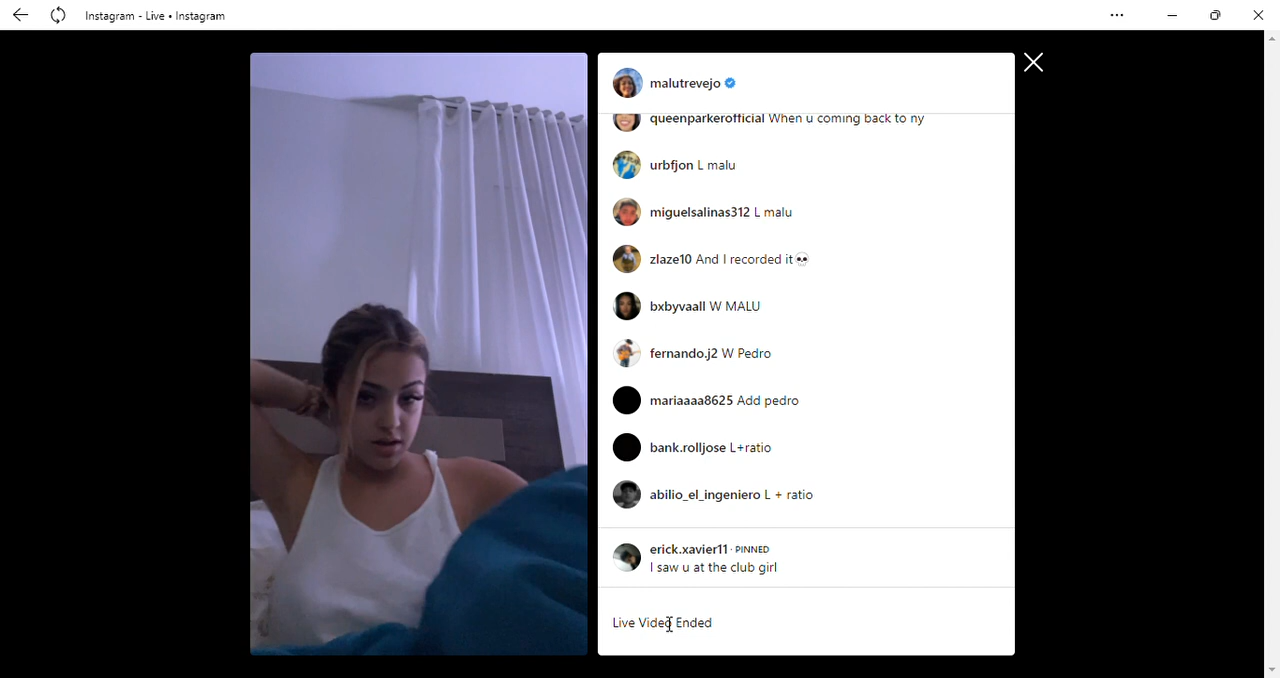 Instagram - Live • Instagram
malutrevejo
queenparkerofficial When u coming back to ny
urbfjon L malu
miguelsalinas312 L malu
zlaze10 And I recorded it💀
bxbyvaall W MALU
fernando.j2 W Pedro
mariaaaa8625 Add pedro
bank.rolljose L+ratio
abilio_el_ingeniero L + ratio
erick.xavier11 · PINNED
I saw u at the club girl
Live Video Ended